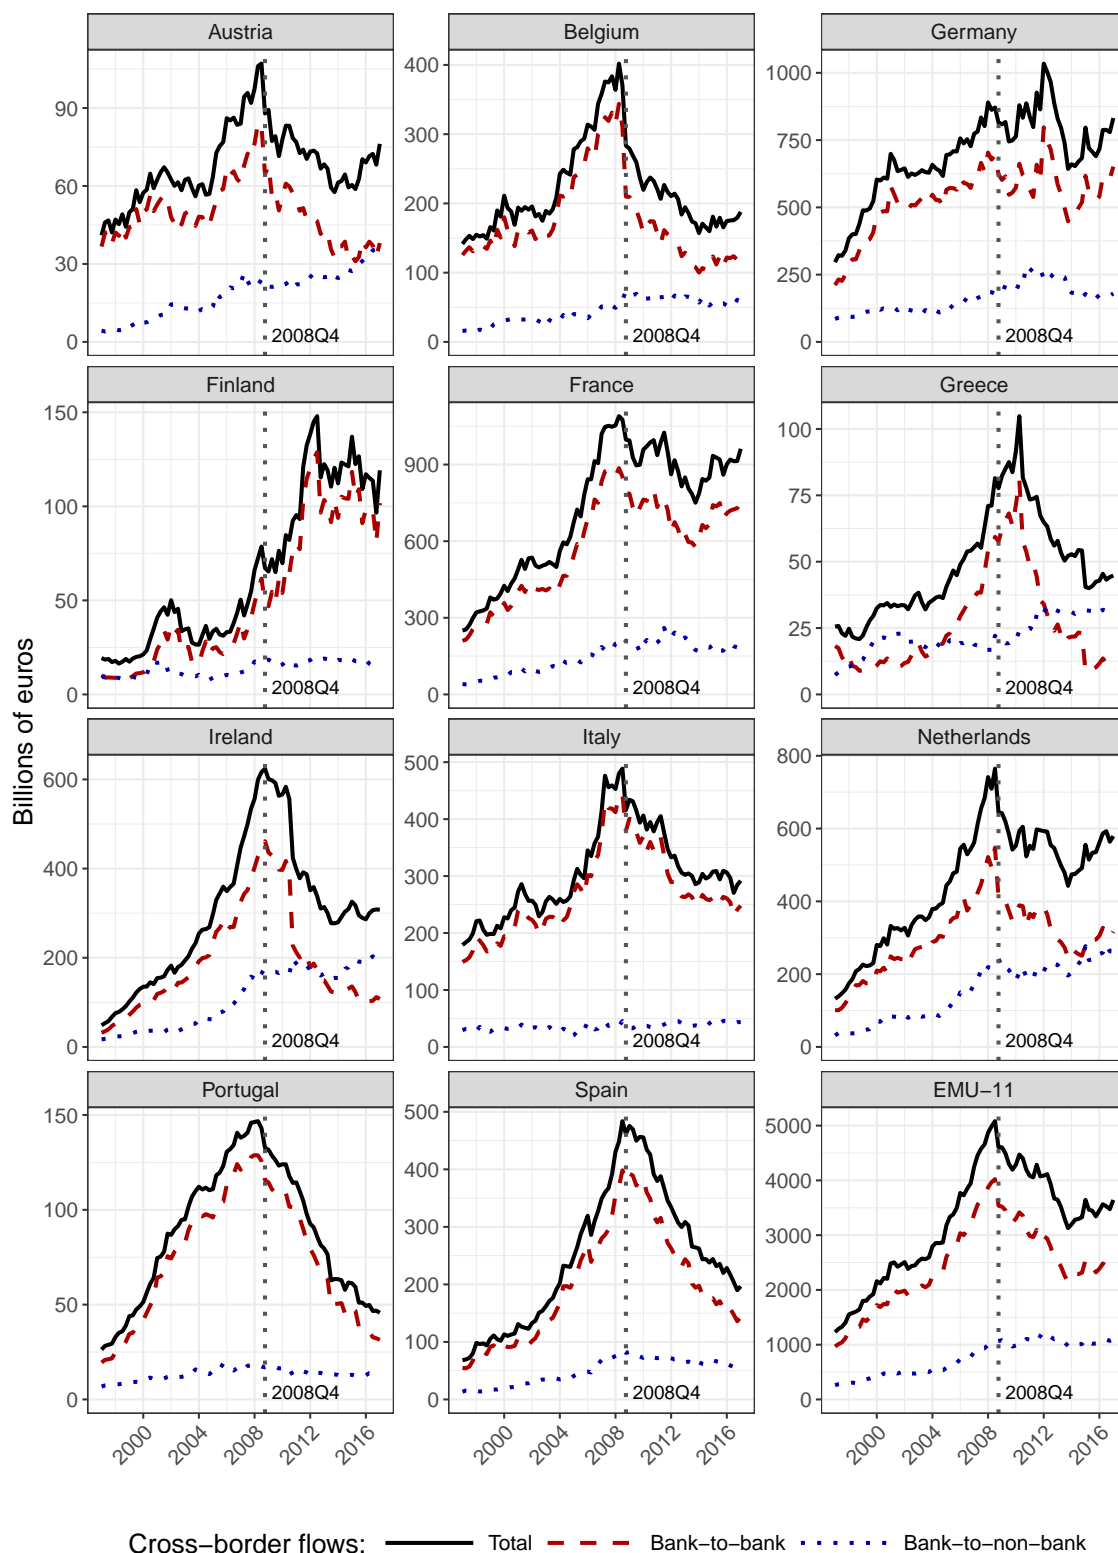 Austria
Belgium
Germany
0
30
60
90
2008Q4
0
100
200
300
400
2008Q4
0
250
500
750
1000
2008Q4
Finland
France
Greece
0
50
100
150
2008Q4
0
300
600
900
2008Q4
0
25
50
75
100
2008Q4
Billions of euros
Ireland
Italy
Netherlands
0
200
400
600
2008Q4
0
100
200
300
400
500
2008Q4
0
200
400
600
800
2008Q4
Portugal
Spain
EMU−11
0
50
100
150
2008Q4
0
100
200
300
400
500
2008Q4
0
1000
2000
3000
4000
5000
2008Q4
2000 2004 2008 2012 2016
2000 2004 2008 2012 2016
2000 2004 2008 2012 2016
Cross−border flows: Total Bank−to−bank Bank−to−non−bank